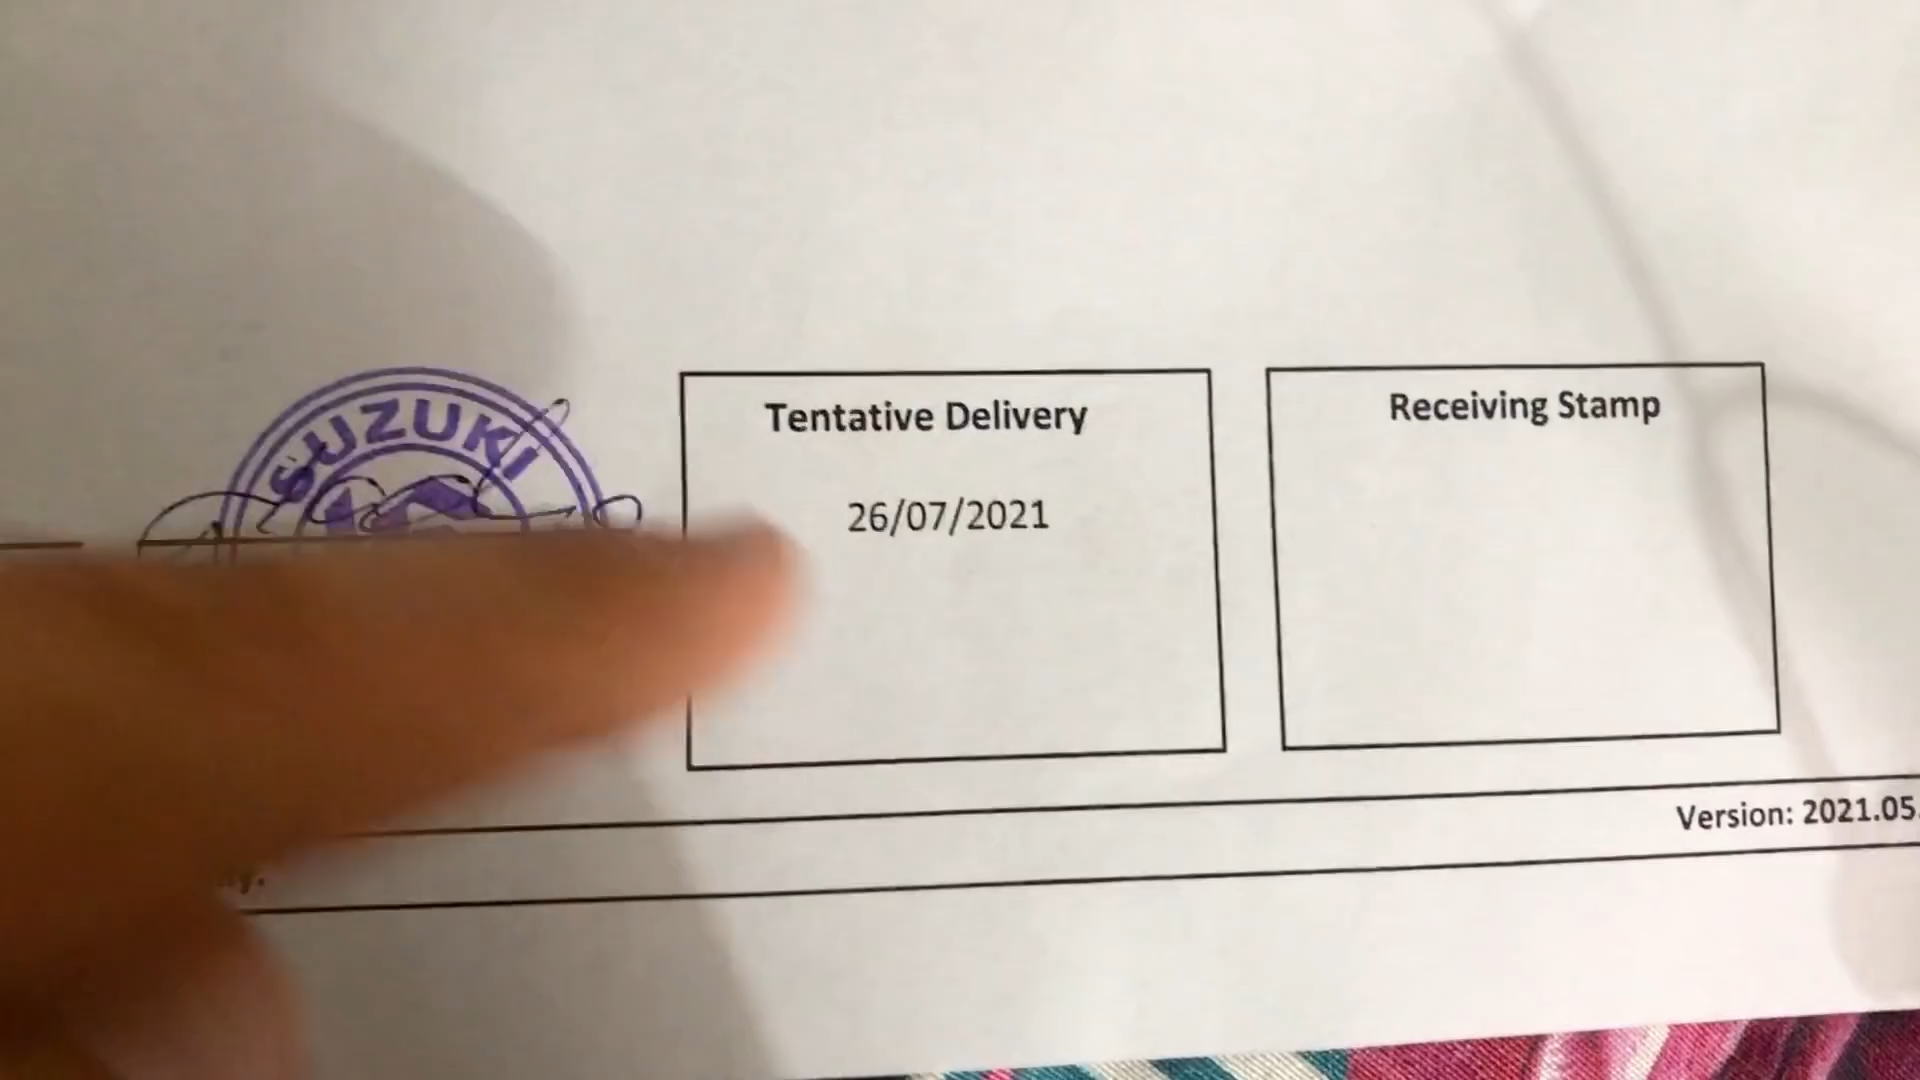 SUZUKI
Tentative Delivery
26/07/2021
Receiving Stamp
Version: 2021.05.